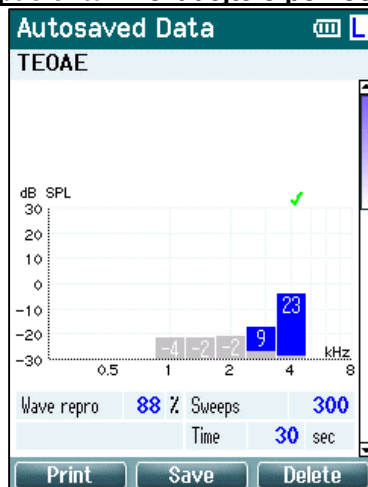 Autosaved Data L
TEOAE
dB SPL
30
20
10
0
-10
-20
-30
-4 -2 -2 9 23
kHz
0.5 1 2 4 8
Wave repro 88 % Sweeps 300
Time 30 sec
Print Save Delete